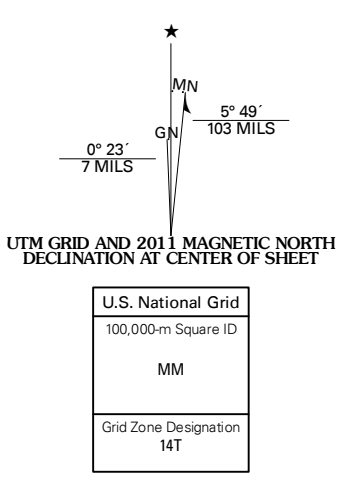 ★
MN
GN
5° 49´
103 MILS
0° 23´
7 MILS
UTM GRID AND 2011 MAGNETIC NORTH
DECLINATION AT CENTER OF SHEET
U.S. National Grid
100,000-m Square ID
MM
Grid Zone Designation
14T